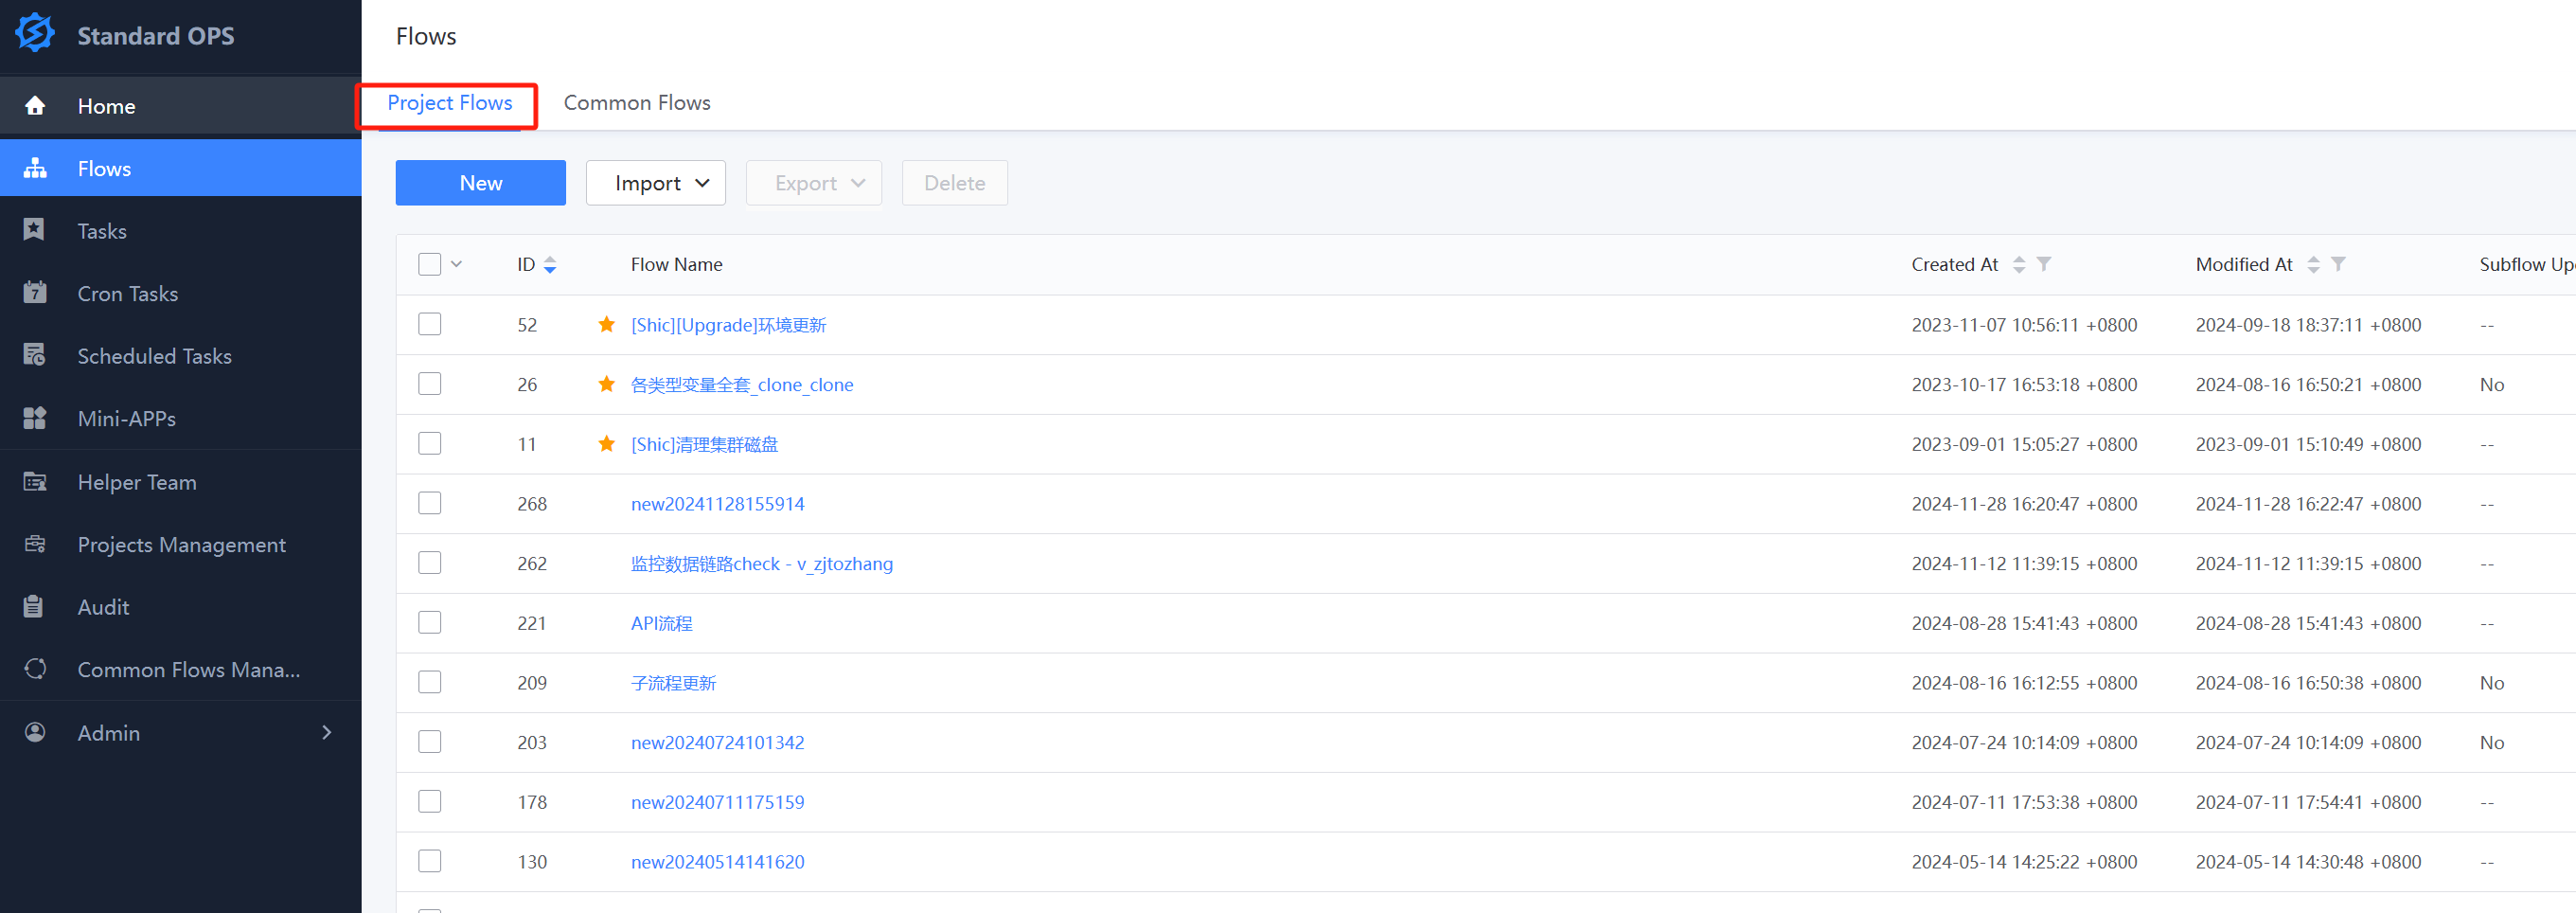 Standard OPS
Home
Flows
Tasks
7
Cron Tasks
Scheduled Tasks
Mini-APPs
Helper Team
Projects Management
Audit
Common Flows Mana...
Admin
Flows
Project Flows Common Flows
New Import Export Delete
ID Flow Name Created At Modified At Subflow Up
52 [Shic][Upgrade]环境更新 2023-11-07 10:56:11 +0800 2024-09-18 18:37:11 +0800 --
26 各类型变量全套_clone_clone 2023-10-17 16:53:18 +0800 2024-08-16 16:50:21 +0800 No
11 [Shic]清理集群磁盘 2023-09-01 15:05:27 +0800 2023-09-01 15:10:49 +0800 --
268 new20241128155914 2024-11-28 16:20:47 +0800 2024-11-28 16:22:47 +0800 --
262 监控数据链路check - v_zjtozhang 2024-11-12 11:39:15 +0800 2024-11-12 11:39:15 +0800 --
221 API流程 2024-08-28 15:41:43 +0800 2024-08-28 15:41:43 +0800 --
209 子流程更新 2024-08-16 16:12:55 +0800 2024-08-16 16:50:38 +0800 No
203 new20240724101342 2024-07-24 10:14:09 +0800 2024-07-24 10:14:09 +0800 No
178 new20240711175159 2024-07-11 17:53:38 +0800 2024-07-11 17:54:41 +0800 --
130 new20240514141620 2024-05-14 14:25:22 +0800 2024-05-14 14:30:48 +0800 --